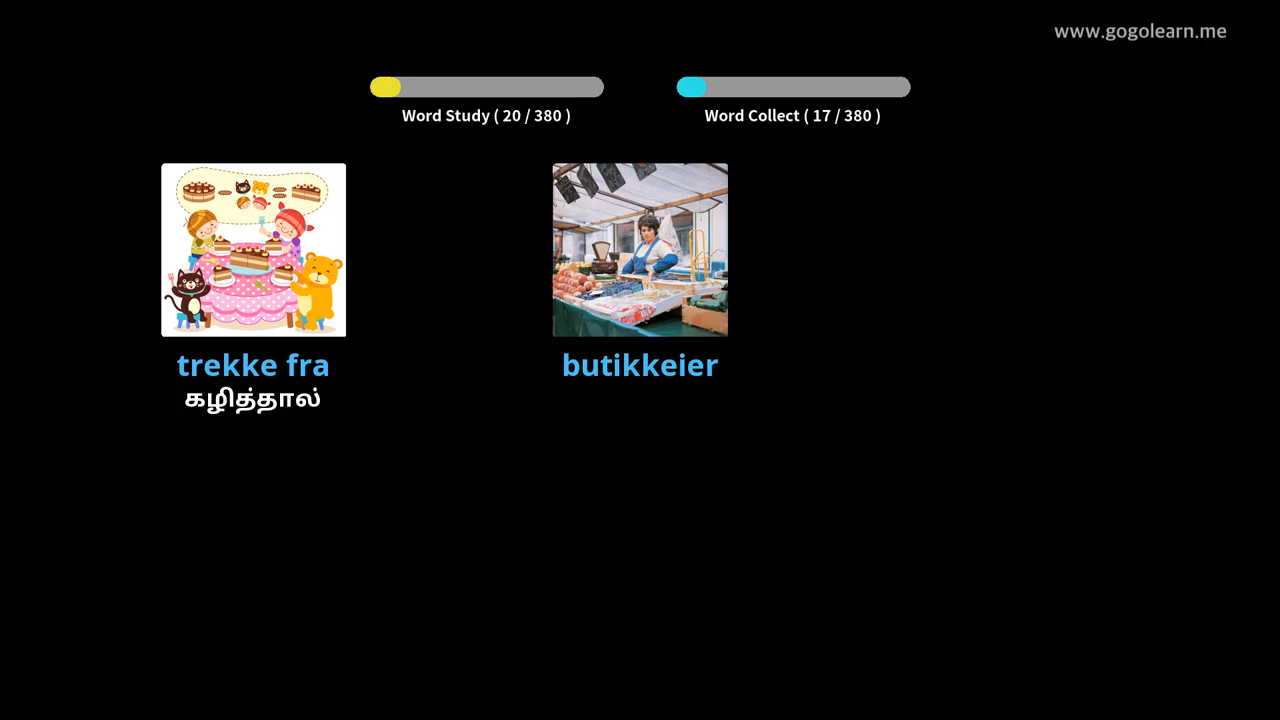 www.gogolearn.me
Word Study ( 20 / 380 )
Word Collect ( 17 / 380 )
trekke fra
butikkeier
கழித்தால்